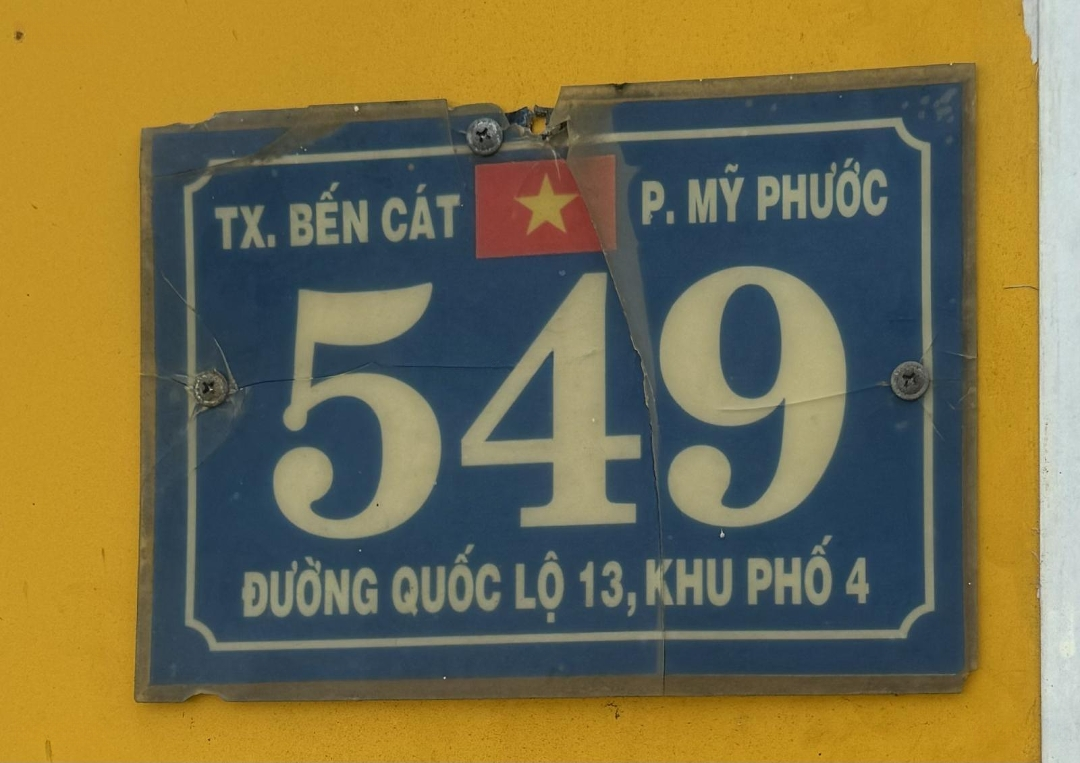 TX. BẾN CÁT P. MỸ PHƯỚC
549
ĐƯỜNG QUỐC LỘ 13, KHU PHỐ 4